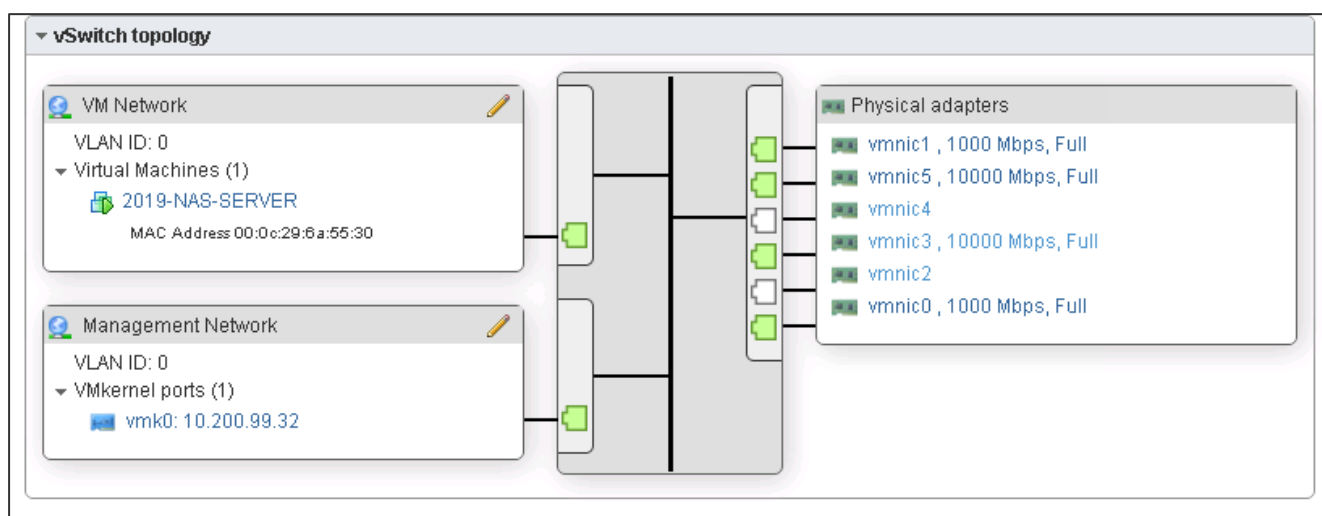 vSwitch topology
VM Network
VLAN ID: 0
Virtual Machines (1)
2019-NAS-SERVER
MAC Address 00:0c:29:6a:55:30
Management Network
VLAN ID: 0
VMkernel ports (1)
vmk0: 10.200.99.32
Physical adapters
vmnic1 , 1000 Mbps, Full
vmnic5 , 10000 Mbps, Full
vmnic4
vmnic3 , 10000 Mbps, Full
vmnic2
vmnic0 , 1000 Mbps, Full